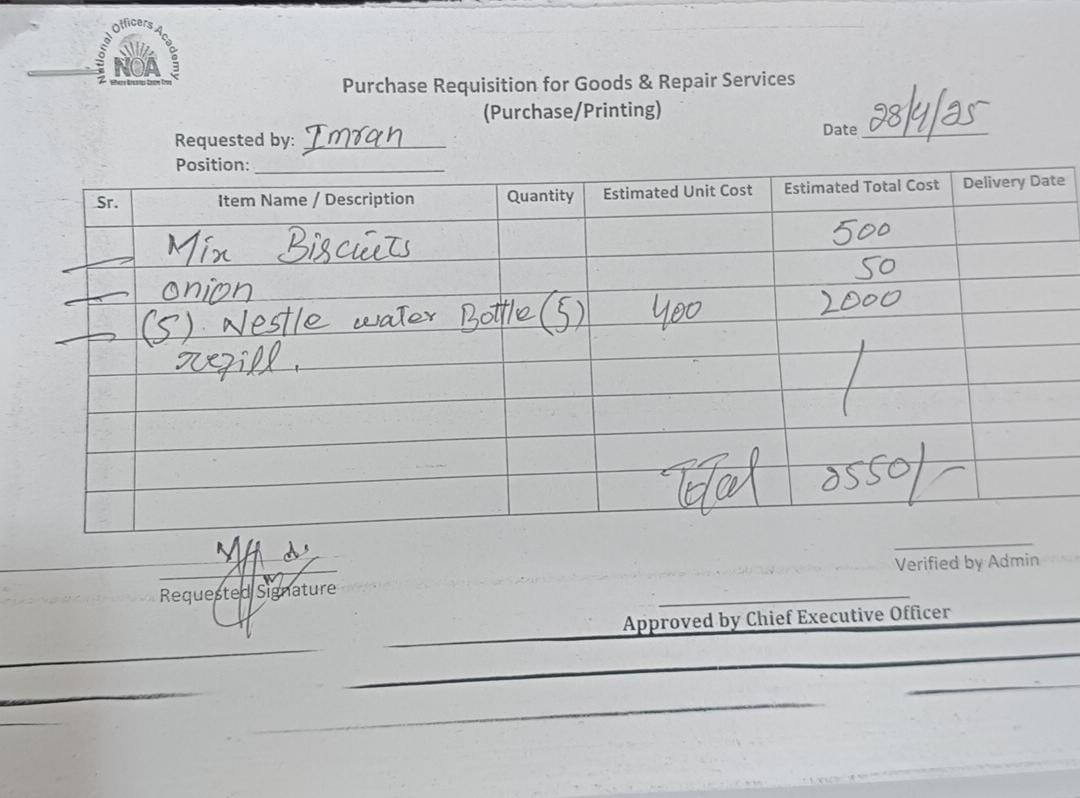 National Officers Academy
NOA
Purchase Requisition for Goods & Repair Services
(Purchase/Printing)
Requested by: Imran
Date 28/4/25
Position:
Sr. Item Name / Description Quantity Estimated Unit Cost Estimated Total Cost Delivery Date
Mix Biscuits 500
onion 50
(5). Nestle water Bottle (5) 400 2000
refill.
Total 2550/-
Requested Signature
Verified by Admin
Approved by Chief Executive Officer